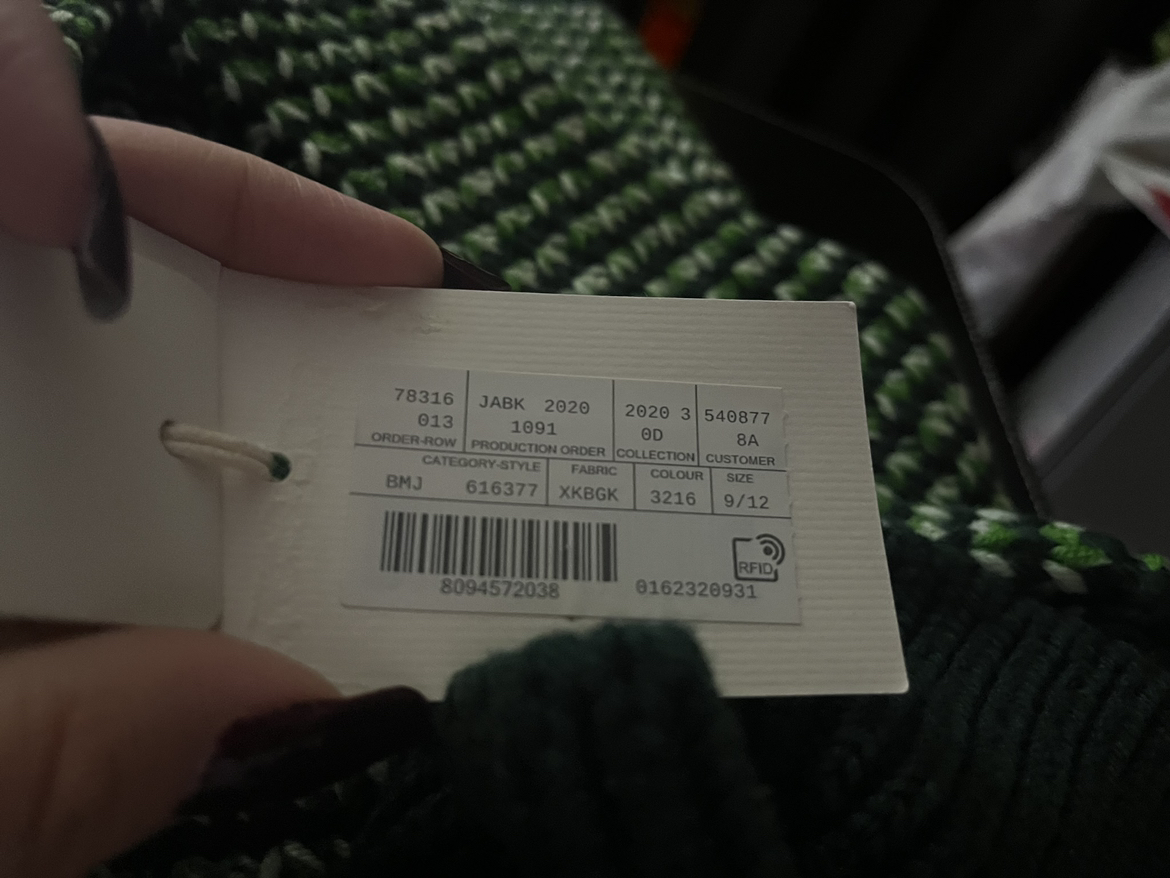 78316 JABK 2020 2020 3 540877
013 1091 0D 8A
ORDER-ROW PRODUCTION ORDER COLLECTION CUSTOMER
CATEGORY-STYLE FABRIC COLOUR SIZE
BMJ 616377 XKBGK 3216 9/12
RFID
8094572038 0162320931